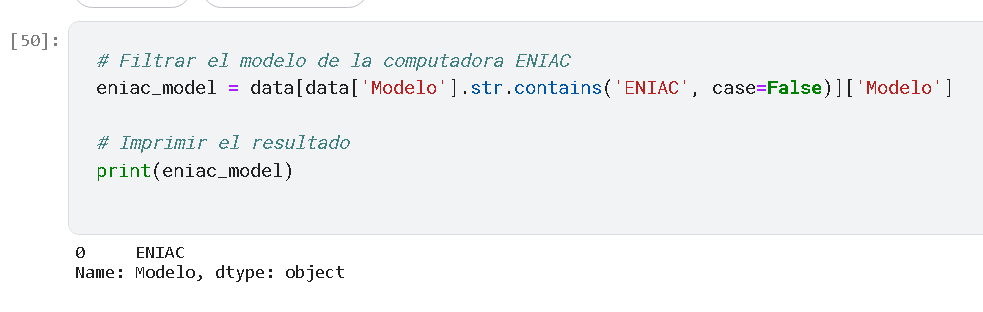 [50]:
# Filtrar el modelo de la computadora ENIAC
eniac_model = data[data['Modelo'].str.contains('ENIAC', case=False)]['Modelo']
# Imprimir el resultado
print(eniac_model)
0     ENIAC
Name: Modelo, dtype: object